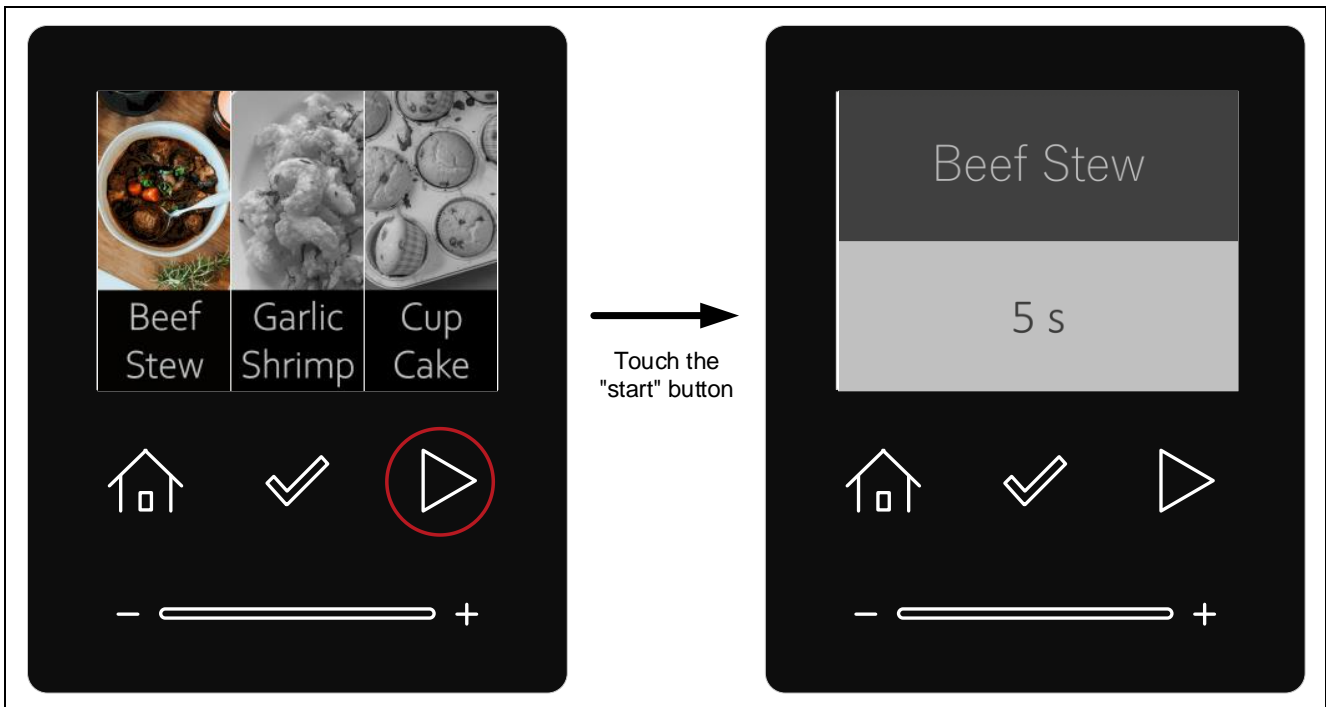 Beef
Stew
Garlic
Shrimp
Cup
Cake
Touch the
"start" button
Beef Stew
5 s
- +
- +